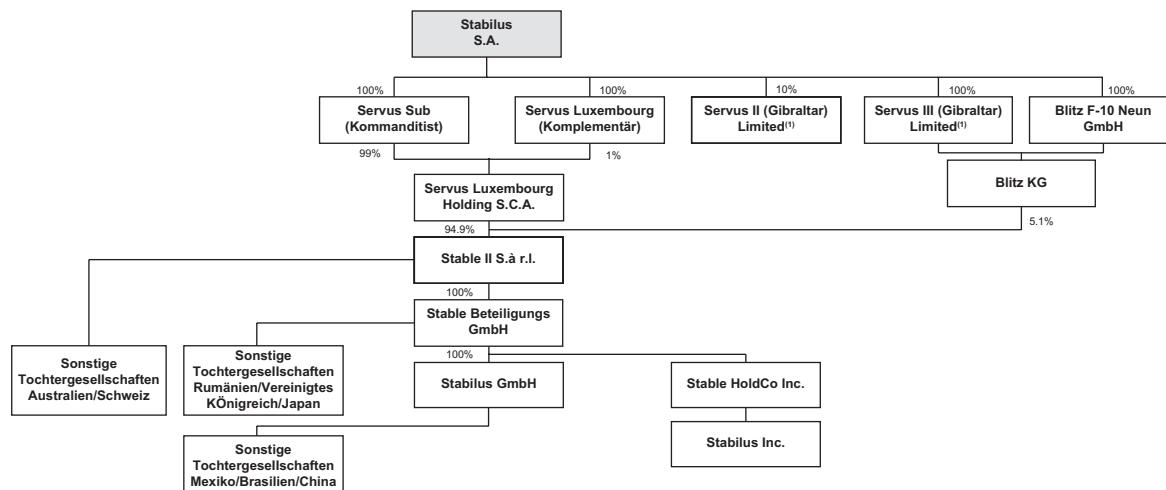 Stabilus
S.A.
100%
100%
10%
100%
100%
Servus Sub
(Kommanditist)
Servus Luxembourg
(Komplementär)
Servus II (Gibraltar)
Limited(1)
Servus III (Gibraltar)
Limited(1)
Blitz F-10 Neun
GmbH
99%
1%
Servus Luxembourg
Holding S.C.A.
Blitz KG
94.9%
5.1%
Stable II S.à r.l.
100%
Stable Beteiligungs
GmbH
Sonstige
Tochtergesellschaften
Australien/Schweiz
Sonstige
Tochtergesellschaften
Rumänien/Vereinigtes
KÖnigreich/Japan
100%
Stabilus GmbH
Stable HoldCo Inc.
Stabilus Inc.
Sonstige
Tochtergesellschaften
Mexiko/Brasilien/China